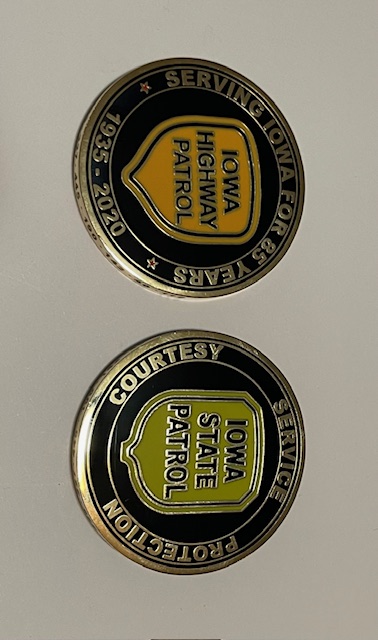 SERVING IOWA FOR 85 YEARS
IOWA
HIGHWAY
PATROL
1935 - 2020
COURTESY SERVICE PROTECTION
IOWA
STATE
PATROL